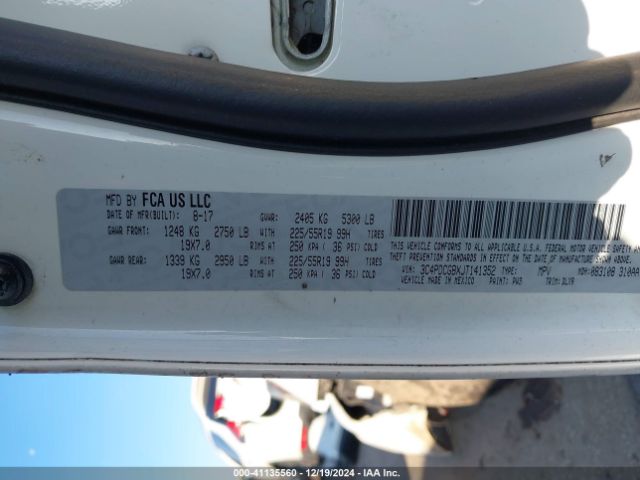 MFD BY FCA US LLC
DATE OF MFR(BUILT): 8-17 GVWR: 2405 KG 5300 LB
GAWR FRONT: 1248 KG 2750 LB WITH 225/55R19 99H TIRES
19X7.0 RIMS AT 250 KPA ( 36 PSI) COLD
GAWR REAR: 1339 KG 2950 LB WITH 225/55R19 99H TIRES
19X7.0 RIMS AT 250 KPA ( 36 PSI) COLD
THIS VEHICLE CONFORMS TO ALL APPLICABLE U.S.A. FEDERAL MOTOR VEHICLE
THEFT PREVENTION STANDARDS IN EFFECT ON THE DATE OF MANUFACTURE SHOWN ABOVE.
VIN: 3C4PDCGBXJT141352 TYPE: MPV MDH: 083108 310AA
VEHICLE MADE IN MEXICO PAINT: PW3 TRIM: DLX9
000-41135560 - 12/19/2024 - IAA Inc.